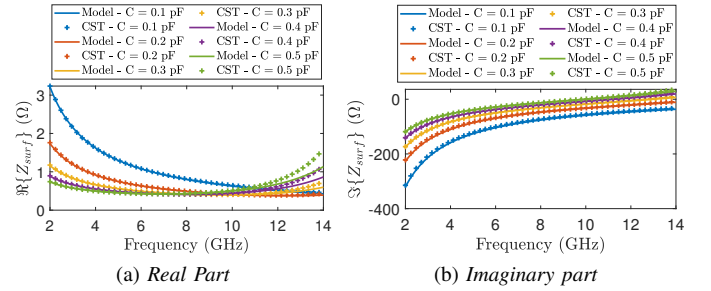 Model - C = 0.1 pF
CST - C = 0.1 pF
Model - C = 0.2 pF
CST - C = 0.2 pF
Model - C = 0.3 pF
CST - C = 0.3 pF
Model - C = 0.4 pF
CST - C = 0.4 pF
Model - C = 0.5 pF
CST - C = 0.5 pF
ℜ{Z_surf} (Ω)
3
2
1
0
2 4 6 8 10 12 14
Frequency (GHz)
(a) Real Part
Model - C = 0.1 pF
CST - C = 0.1 pF
Model - C = 0.2 pF
CST - C = 0.2 pF
Model - C = 0.3 pF
CST - C = 0.3 pF
Model - C = 0.4 pF
CST - C = 0.4 pF
Model - C = 0.5 pF
CST - C = 0.5 pF
ℑ{Z_surf} (Ω)
0
-200
-400
2 4 6 8 10 12 14
Frequency (GHz)
(b) Imaginary part